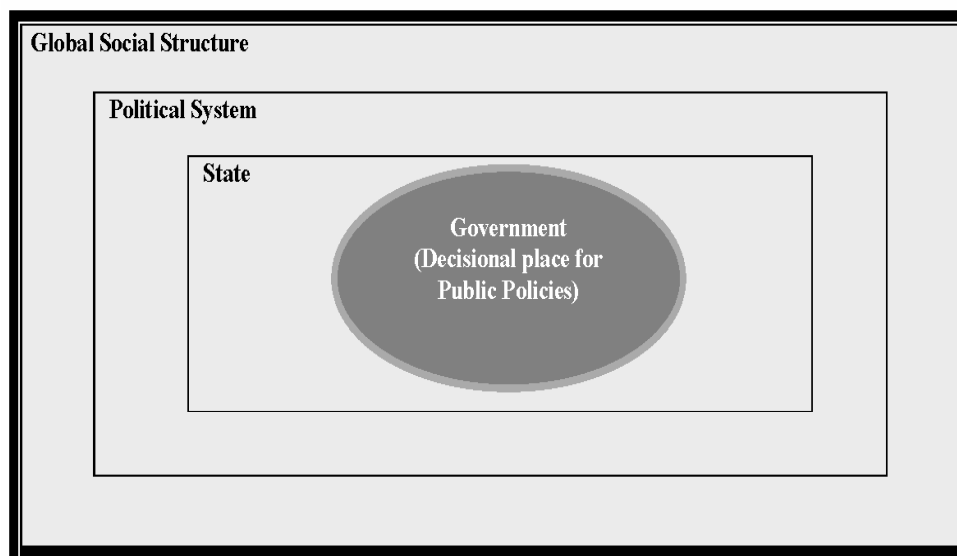 Global Social Structure
Political System
State
Government
(Decisional place for
Public Policies)